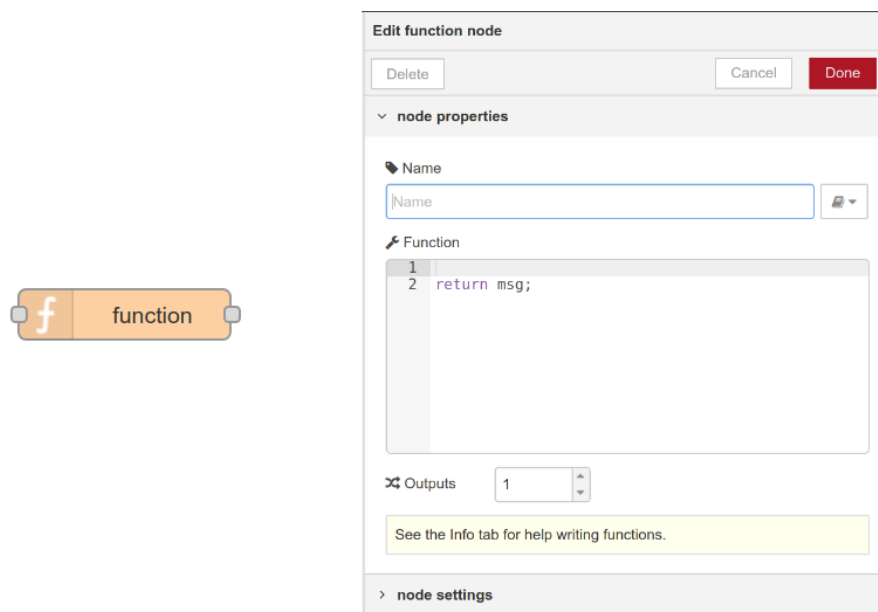 Edit function node
Delete
Cancel
Done
node properties
Name
Name
Function
1
2 return msg;
function
Outputs
1
See the Info tab for help writing functions.
node settings